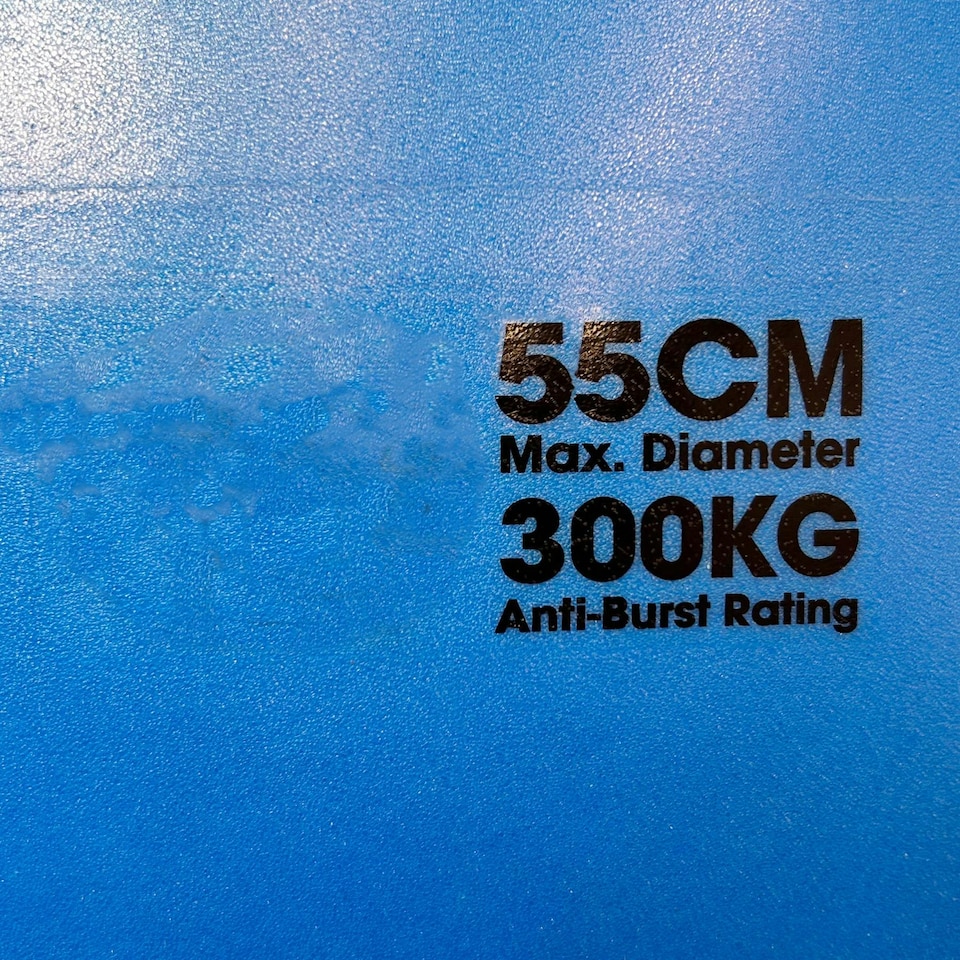 55CM
Max. Diameter
300KG
Anti-Burst Rating